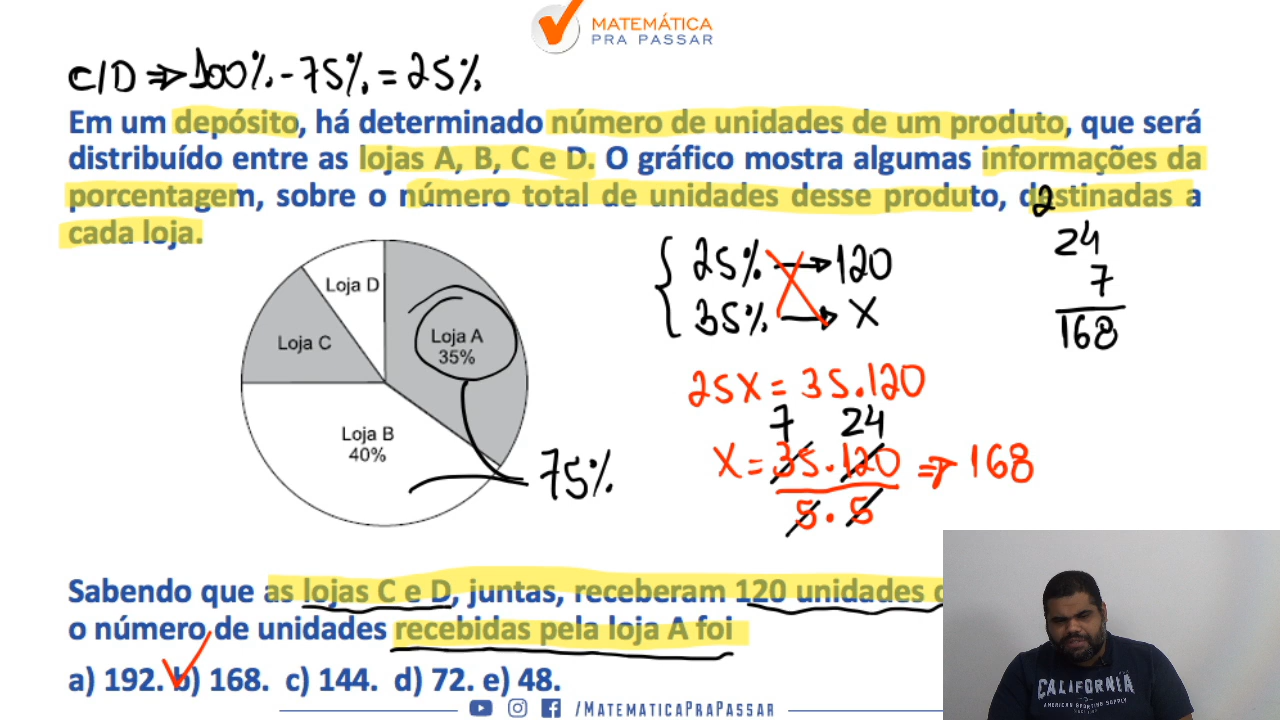 MATEMÁTICA
PRA PASSAR
C/D ⇒ 100% - 75% = 25%
Em um depósito, há determinado número de unidades de um produto, que será
distribuído entre as lojas A, B, C e D. O gráfico mostra algumas informações da
porcentagem, sobre o número total de unidades desse produto, destinadas a
cada loja.
2
24
7
168
Loja D
Loja A
35%
Loja C
Loja B
40%
75%
25% → 120
35% → X
25X = 35.120
7 24
X = 35.120 ⇒ 168
5.5
Sabendo que as lojas C e D, juntas, receberam 120 unidades
o número de unidades recebidas pela loja A foi
a) 192. b) 168. c) 144. d) 72. e) 48.
/MatematicaPraPassar
CALIFORNIA
AMERICAN SPORTING SUPPLY